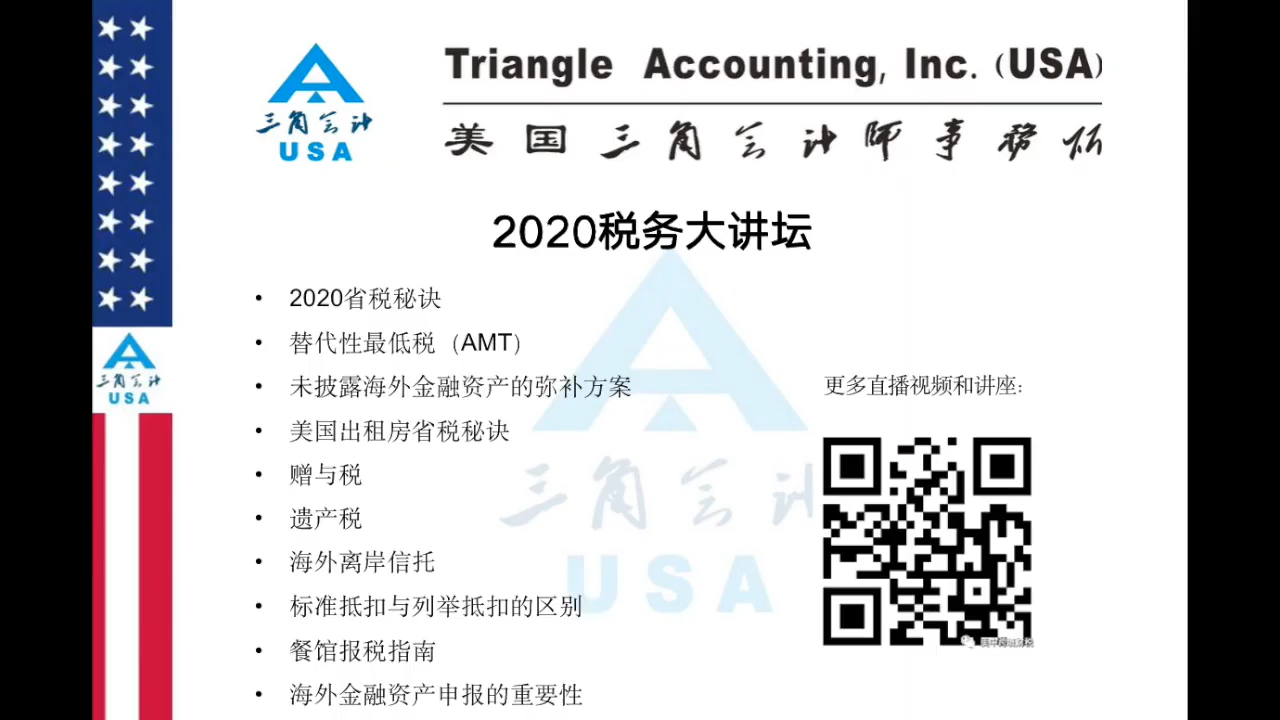 Triangle Accounting, Inc. (USA)
三角会计
USA
美国三角会计师事務所
2020税务大讲坛
• 2020省税秘诀
• 替代性最低税（AMT）
• 未披露海外金融资产的弥补方案
• 美国出租房省税秘诀
• 赠与税
• 遗产税
• 海外离岸信托
• 标准抵扣与列举抵扣的区别
• 餐馆报税指南
• 海外金融资产申报的重要性
更多直播视频和讲座：
三角会计
USA
三角会计
USA